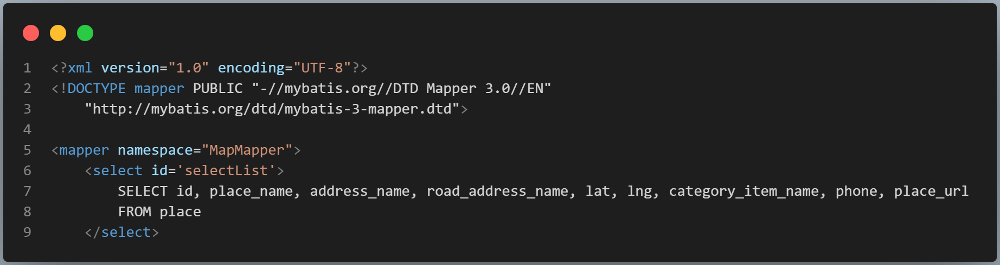 1 <?xml version="1.0" encoding="UTF-8"?>
2 <!DOCTYPE mapper PUBLIC "-//mybatis.org//DTD Mapper 3.0//EN"
3     "http://mybatis.org/dtd/mybatis-3-mapper.dtd">
4
5 <mapper namespace="MapMapper">
6     <select id='selectList'>
7         SELECT id, place_name, address_name, road_address_name, lat, lng, category_item_name, phone, place_url
8         FROM place
9     </select>